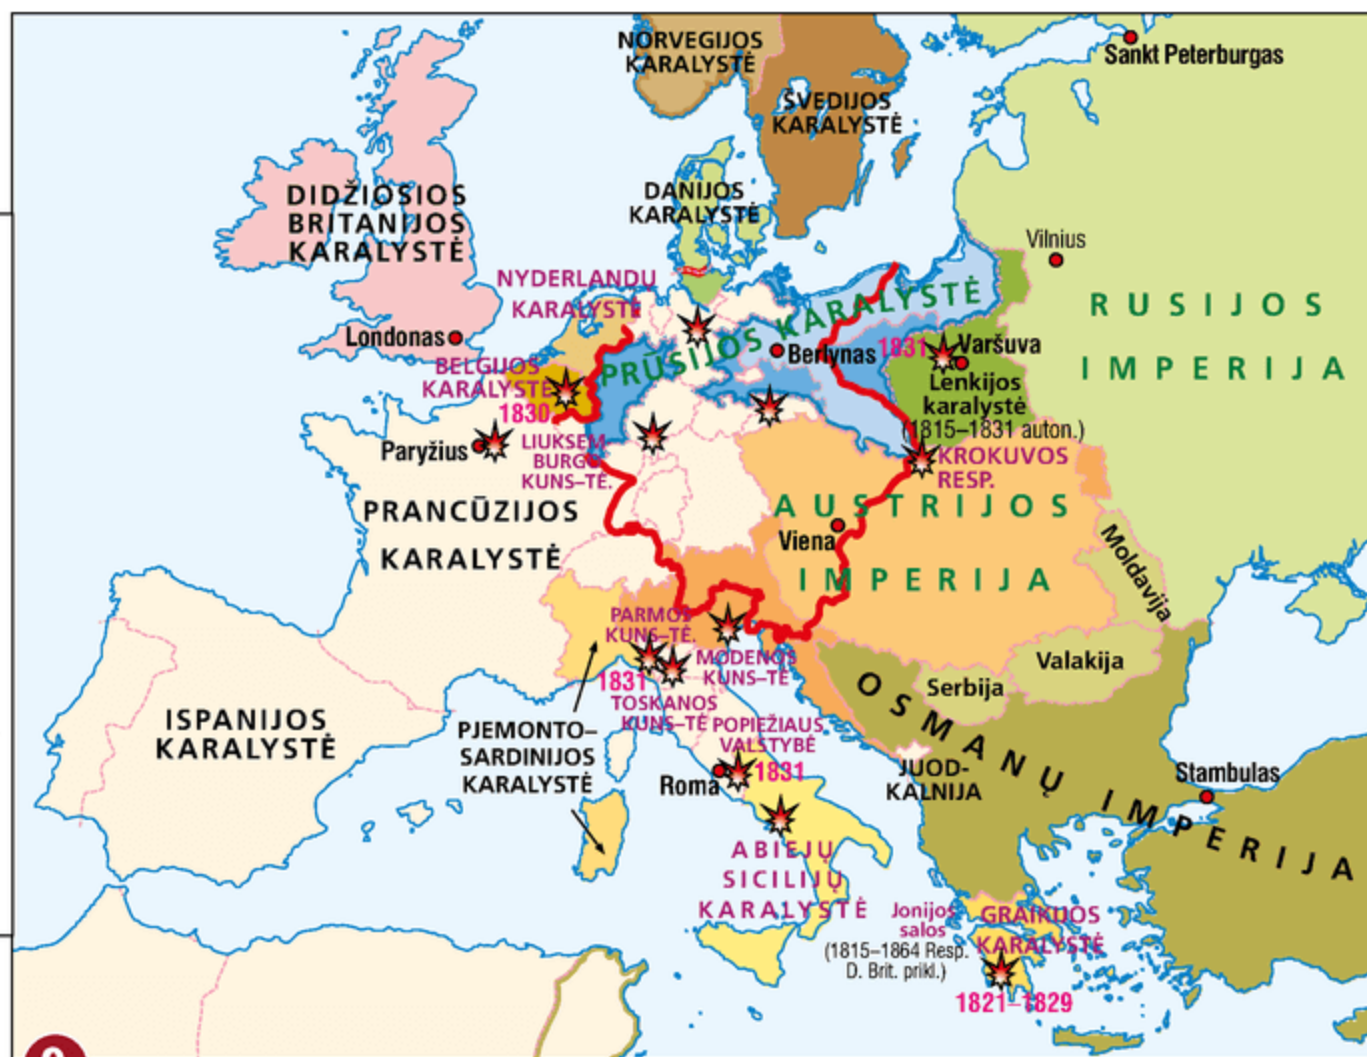 NORVEGIJOS
KARALYSTĖ
ŠVEDIJOS
KARALYSTĖ
Sankt Peterburgas
DIDŽIOSIOS
BRITANIJOS
KARALYSTĖ
DANIJOS
KARALYSTĖ
Vilnius
NYDERLANDŲ
KARALYSTĖ
PRŪSIJOS KARALYSTĖ
RUSIJOS
IMPERIJA
Londonas
Berlynas
1831
Varšuva
BELGIJOS
KARALYSTĖ
1830
Lenkijos
karalystė
(1815–1831 auton.)
Paryžius
LIUKSEM-
BURGO
KUNS–TĖ.
KROKUVOS
RESP.
PRANCŪZIJOS
KARALYSTĖ
AUSTRIJOS
IMPERIJA
Viena
Moldavija
PARMOS
KUNS–TĖ.
MODENOS
KUNS–TĖ
1831
TOSKANOS
KUNS–TĖ
POPIEŽIAUS
VALSTYBĖ
1831
Valakija
Serbija
OSMANŲ IMPERIJA
ISPANIJOS
KARALYSTĖ
PJEMONTO–
SARDINIJOS
KARALYSTĖ
Roma
JUOD-
KALNIJA
Stambulas
ABIEJŲ
SICILIJŲ
KARALYSTĖ
Jonijos
salos
(1815–1864 Resp.
D. Brit. prikl.)
GRAIKIJOS
KARALYSTĖ
1821–1829